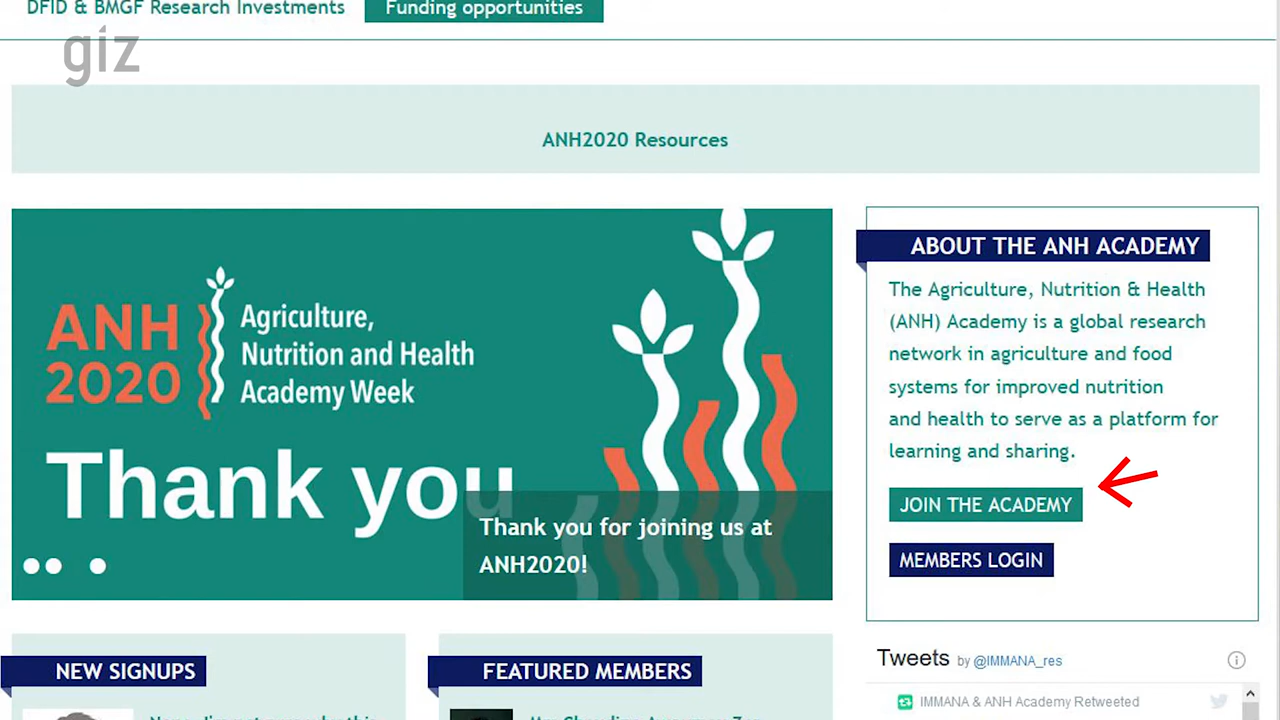 DFID & BMGF Research Investments
Funding opportunities
giz
ANH2020 Resources
ANH
2020
Agriculture,
Nutrition and Health
Academy Week
Thank you
Thank you for joining us at
ANH2020!
ABOUT THE ANH ACADEMY
The Agriculture, Nutrition & Health
(ANH) Academy is a global research
network in agriculture and food
systems for improved nutrition
and health to serve as a platform for
learning and sharing.
JOIN THE ACADEMY
MEMBERS LOGIN
NEW SIGNUPS
FEATURED MEMBERS
Tweets by @IMMANA_res
IMMANA & ANH Academy Retweeted